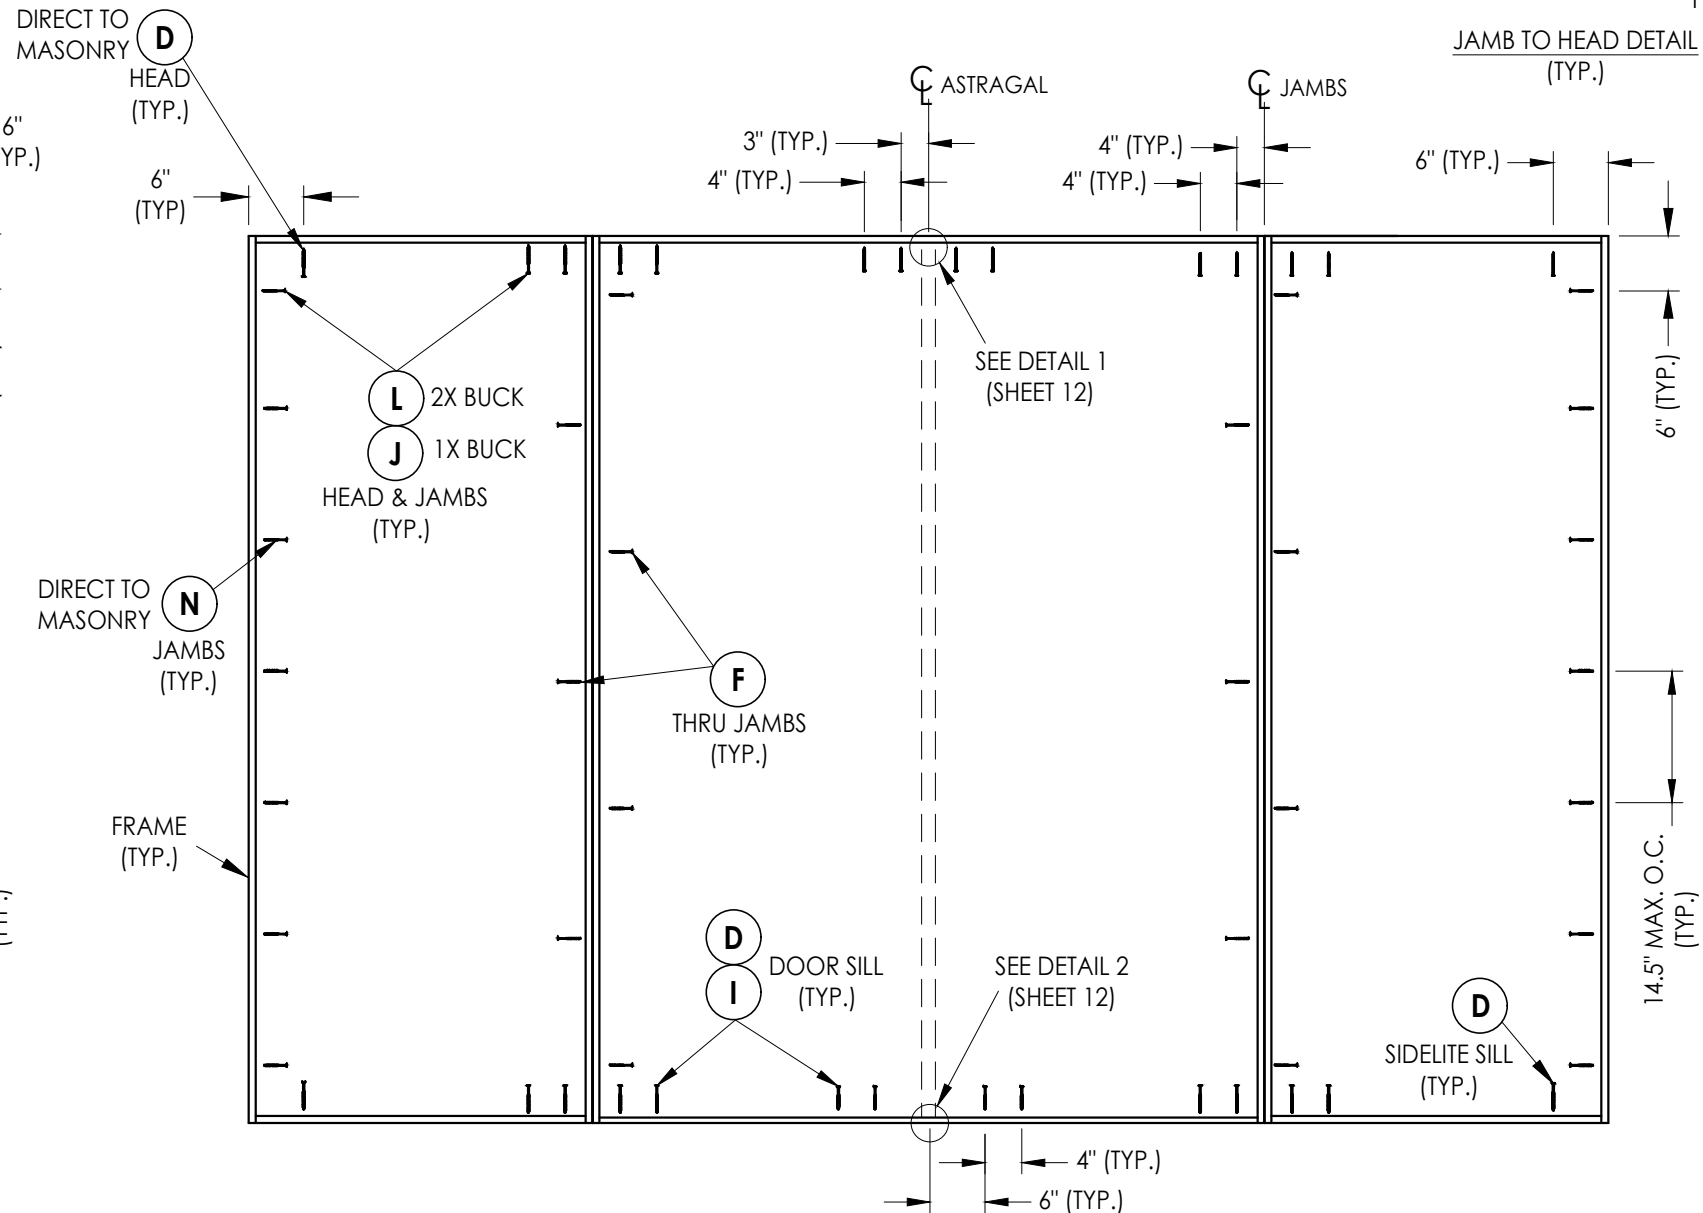 DIRECT TO
MASONRY
D
HEAD
(TYP.)
JAMB TO HEAD DETAIL
(TYP.)
℄ ASTRAGAL
℄ JAMBS
6"
YP.)
6"
(TYP)
3" (TYP.)
4" (TYP.)
4" (TYP.)
4" (TYP.)
6" (TYP.)
6" (TYP.)
SEE DETAIL 1
(SHEET 12)
L
2X BUCK
J
1X BUCK
HEAD & JAMBS
(TYP.)
DIRECT TO
MASONRY
N
JAMBS
(TYP.)
F
THRU JAMBS
(TYP.)
FRAME
(TYP.)
14.5" MAX. O.C.
(TYP.)
D
I
DOOR SILL
(TYP.)
SEE DETAIL 2
(SHEET 12)
D
SIDELITE SILL
(TYP.)
4" (TYP.)
6" (TYP.)